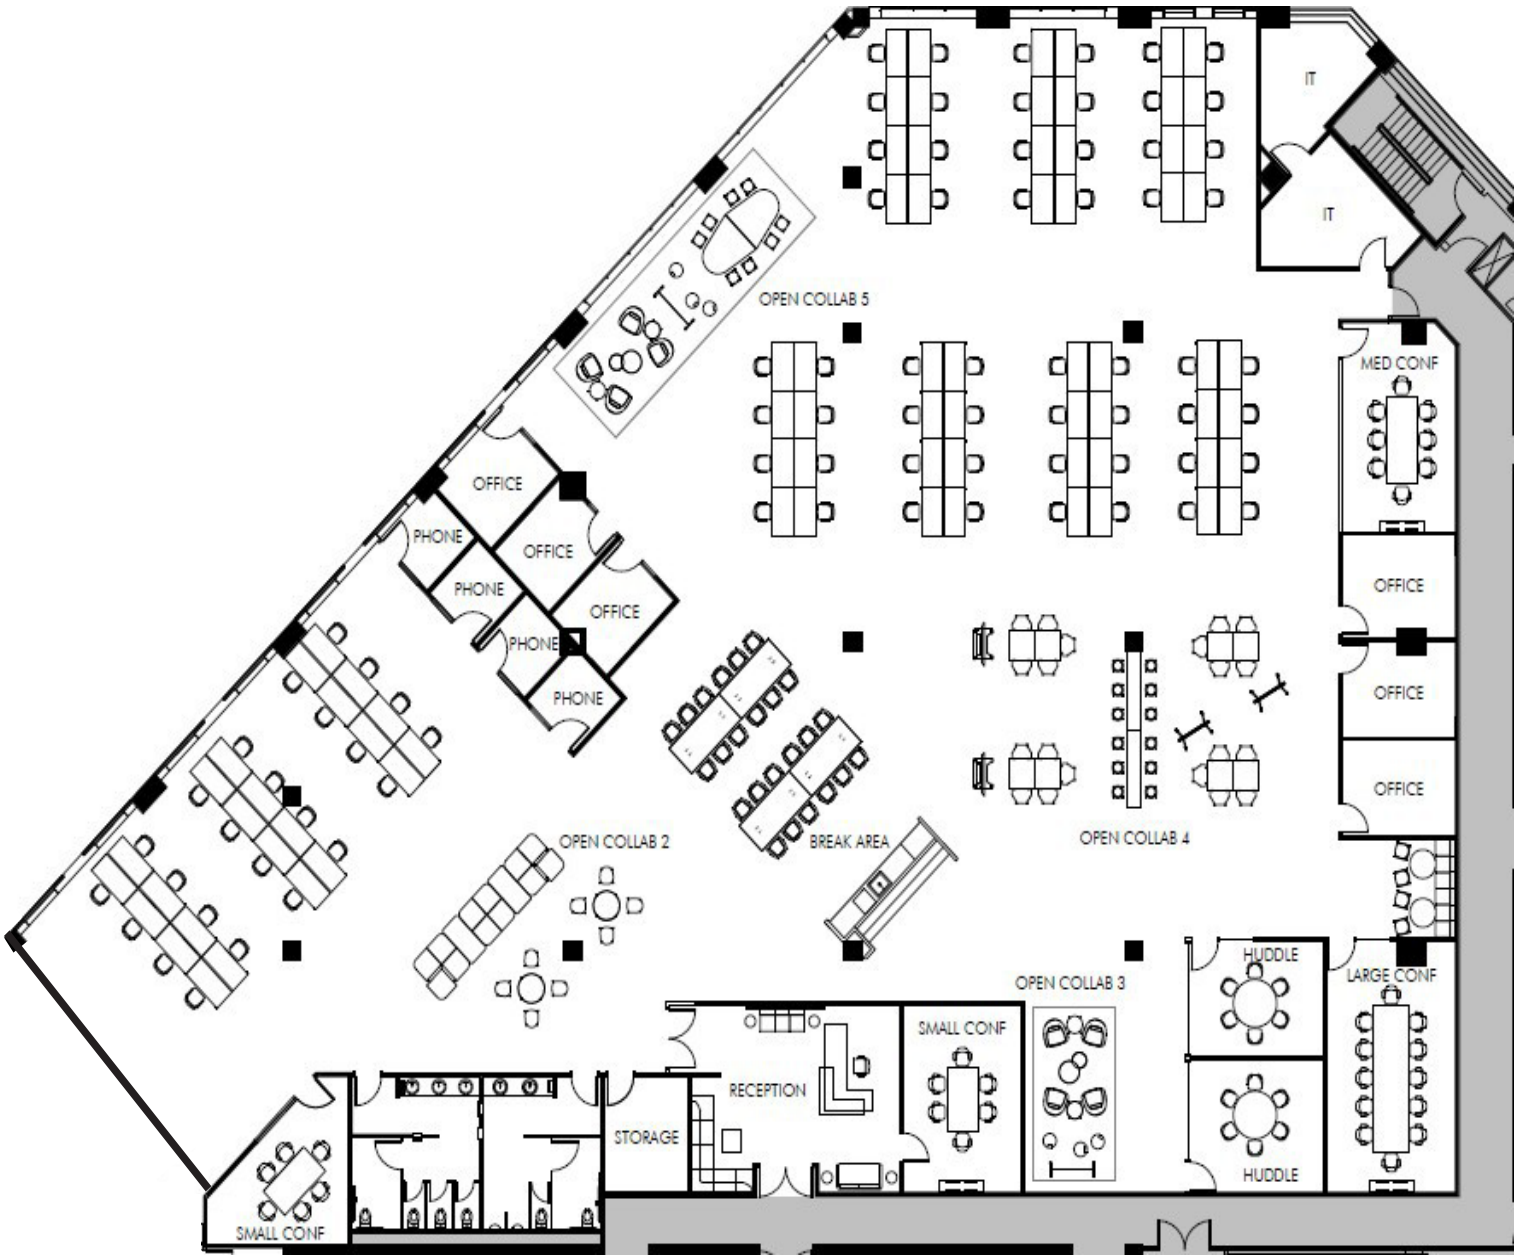 IT
IT
OPEN COLLAB 5
MED CONF
OFFICE
PHONE
OFFICE
PHONE
OFFICE
OFFICE
PHONE
OFFICE
PHONE
OFFICE
OPEN COLLAB 2
BREAK AREA
OPEN COLLAB 4
HUDDLE
LARGE CONF
OPEN COLLAB 3
SMALL CONF
RECEPTION
STORAGE
HUDDLE
SMALL CONF